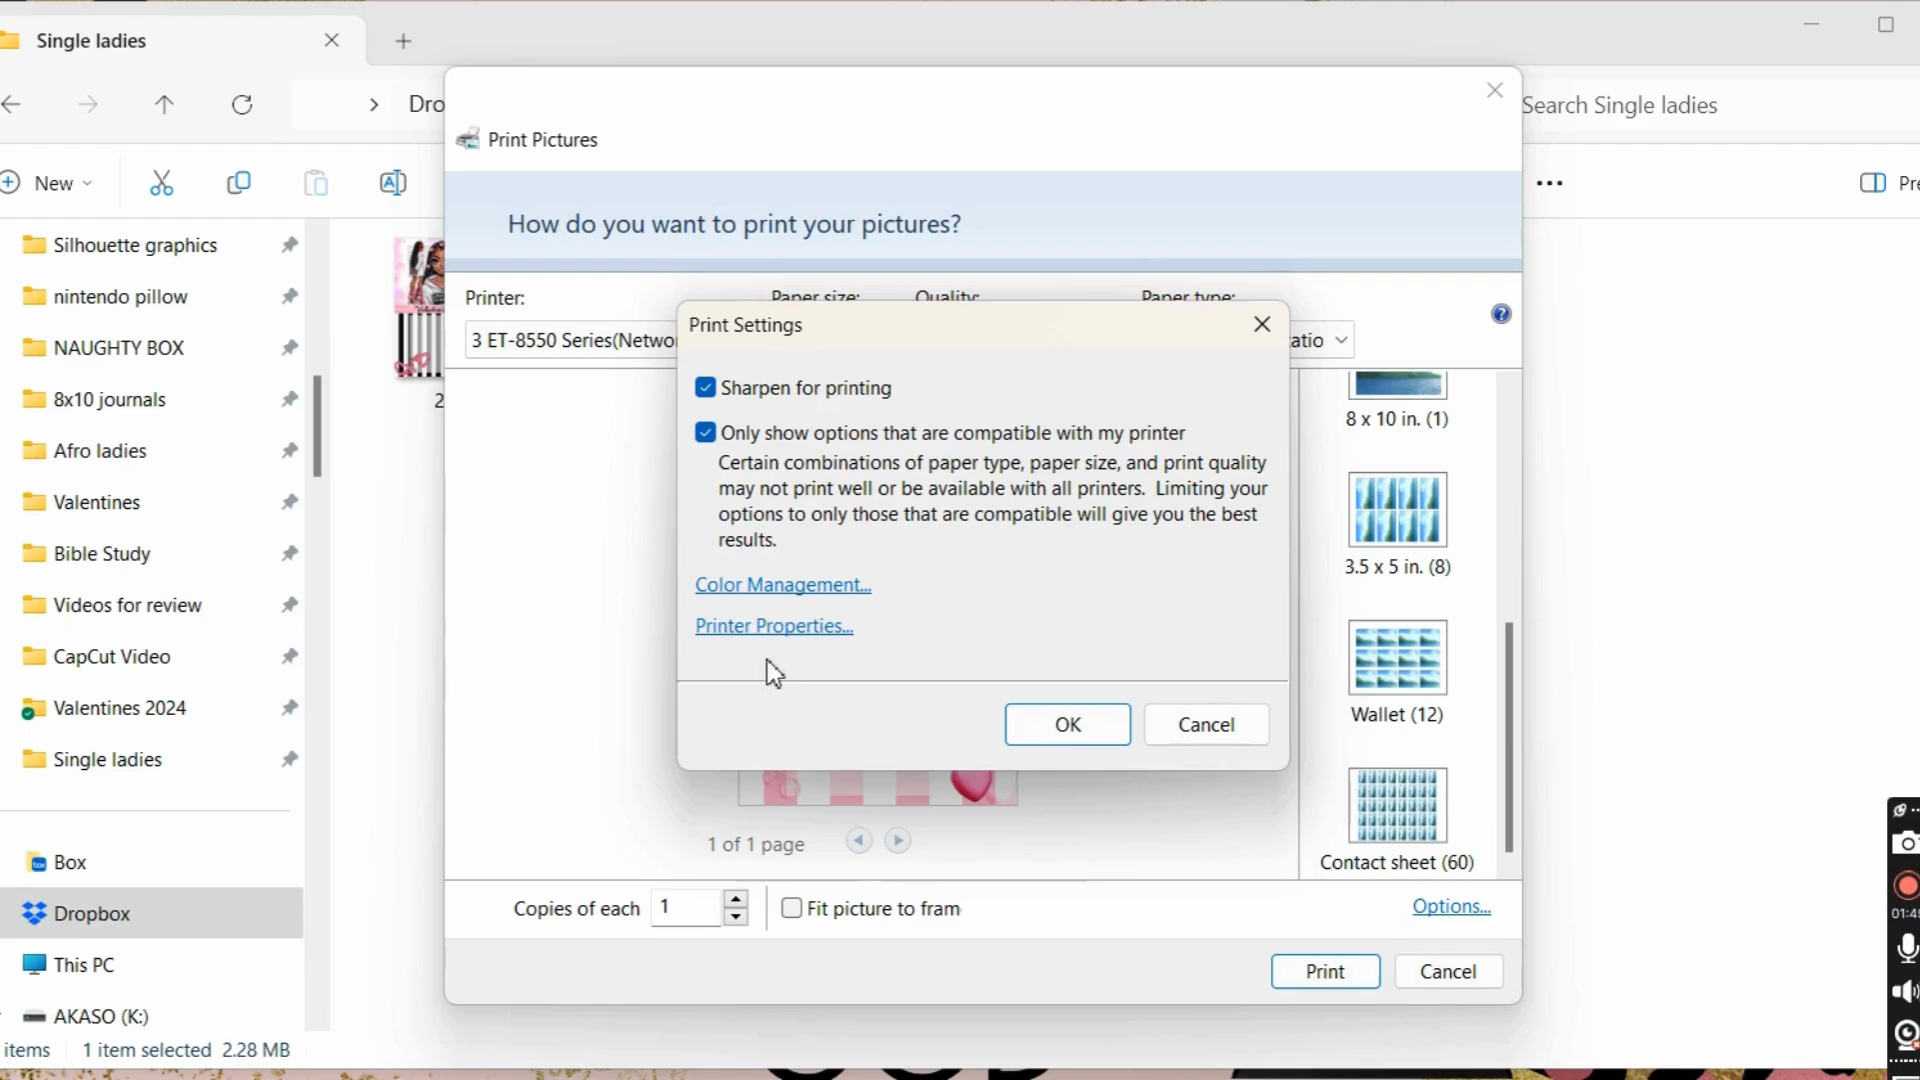 Single ladies
Dro
Search Single ladies
New
Pre
Silhouette graphics
nintendo pillow
NAUGHTY BOX
8x10 journals
Afro ladies
Valentines
Bible Study
Videos for review
CapCut Video
Valentines 2024
Single ladies
Box
Dropbox
This PC
AKASO (K:)
items 1 item selected 2.28 MB
2
Print Pictures
How do you want to print your pictures?
Printer: Paper size: Quality: Paper type:
3 ET-8550 Series(Networ
atio
Print Settings
Sharpen for printing
Only show options that are compatible with my printer
Certain combinations of paper type, paper size, and print quality
may not print well or be available with all printers. Limiting your
options to only those that are compatible will give you the best
results.
Color Management...
Printer Properties...
OK Cancel
8 x 10 in. (1)
3.5 x 5 in. (8)
Wallet (12)
Contact sheet (60)
1 of 1 page
Copies of each 1 Fit picture to fram
Options...
Print Cancel